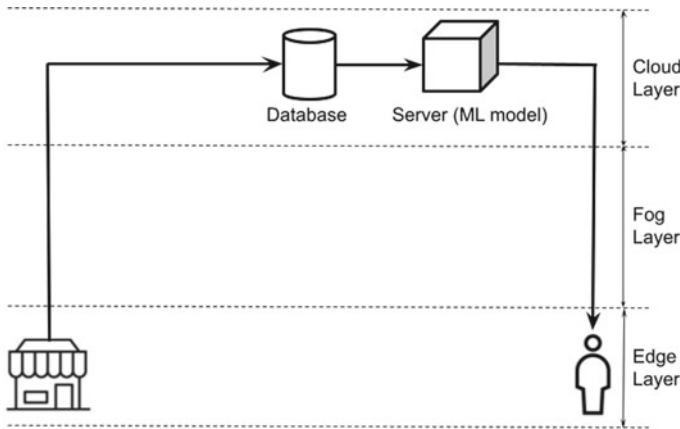 Cloud
Layer
Database
Server (ML model)
Fog
Layer
Edge
Layer